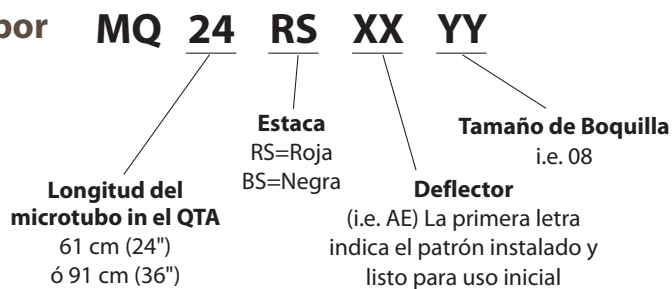 por MQ 24 RS XX YY
Estaca
RS=Roja
BS=Negra
Tamaño de Boquilla
i.e. 08
Longitud del
microtubo in el QTA
61 cm (24")
ó 91 cm (36")
Deflector
(i.e. AE) La primera letra
indica el patrón instalado y
listo para uso inicial